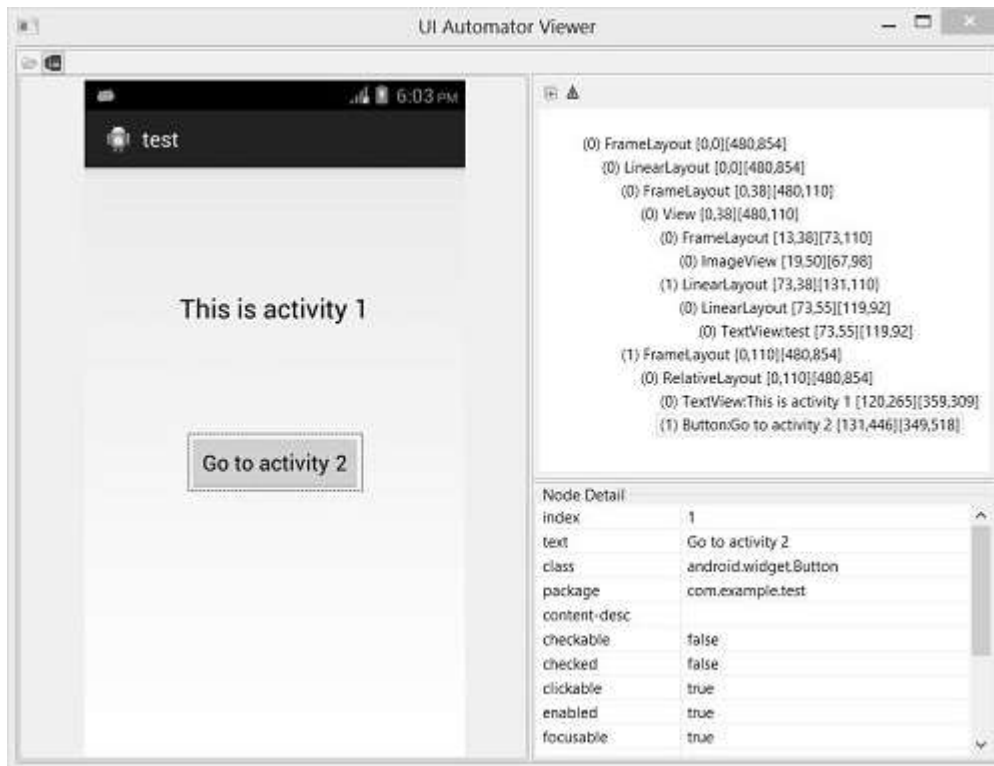 UI Automator Viewer
6:03 PM
test
This is activity 1
Go to activity 2
(0) FrameLayout [0,0][480,854]
(0) LinearLayout [0,0][480,854]
(0) FrameLayout [0,38][480,110]
(0) View [0,38][480,110]
(0) FrameLayout [13,38][73,110]
(0) ImageView [19,50][67,98]
(1) LinearLayout [73,38][131,110]
(0) LinearLayout [73,55][119,92]
(0) TextView:test [73,55][119,92]
(1) FrameLayout [0,110][480,854]
(0) RelativeLayout [0,110][480,854]
(0) TextView:This is activity 1 [120,265][359,309]
(1) Button:Go to activity 2 [131,446][349,518]
Node Detail
index 1
text Go to activity 2
class android.widget.Button
package com.example.test
content-desc
checkable false
checked false
clickable true
enabled true
focusable true